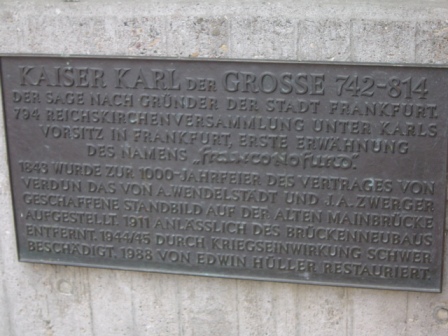 KAISER KARL DER GROSSE 742-814
DER SAGE NACH GRÜNDER DER STADT FRANKFURT.
794 REICHSKIRCHENVERSAMMLUNG UNTER KARLS
VORSITZ IN FRANKFURT, ERSTE ERWÄHNUNG
DES NAMENS „francoNofurd“.
1843 WURDE ZUR 1000-JAHRFEIER DES VERTRAGES VON
VERDUN DAS VON A.WENDELSTADT UND J.A.ZWERGER
GESCHAFFENE STANDBILD AUF DER ALTEN MAINBRÜCKE
AUFGESTELLT. 1911 ANLÄSSLICH DES BRÜCKENNEUBAUS
ENTFERNT. 1944/45 DURCH KRIEGSEINWIRKUNG SCHWER
BESCHÄDIGT. 1988 VON EDWIN HÜLLER RESTAURIERT